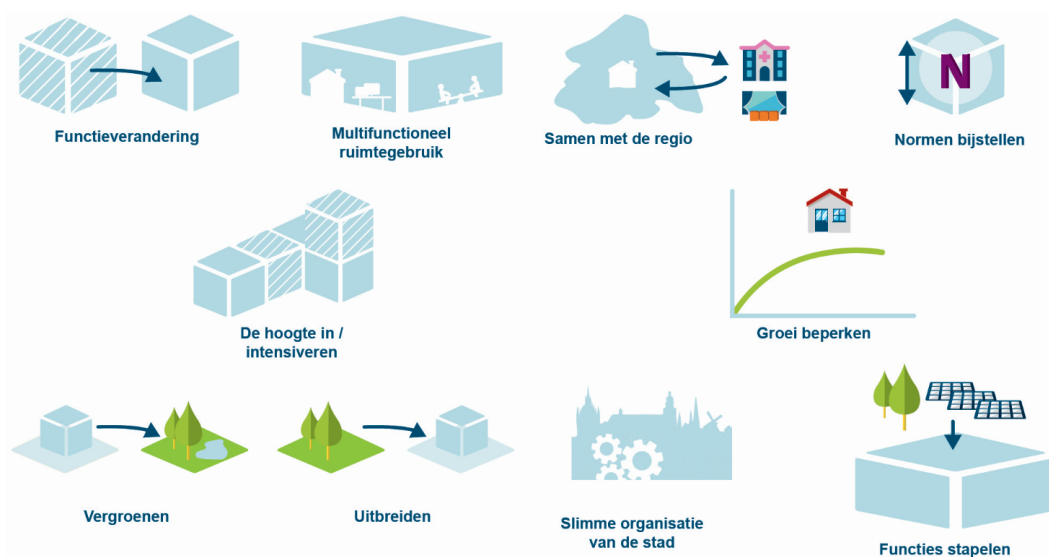 Functieverandering
Multifunctioneel
ruimtegebruik
Samen met de regio
N
Normen bijstellen
De hoogte in /
intensiveren
Groei beperken
Vergroenen
Uitbreiden
Slimme organisatie
van de stad
Functies stapelen